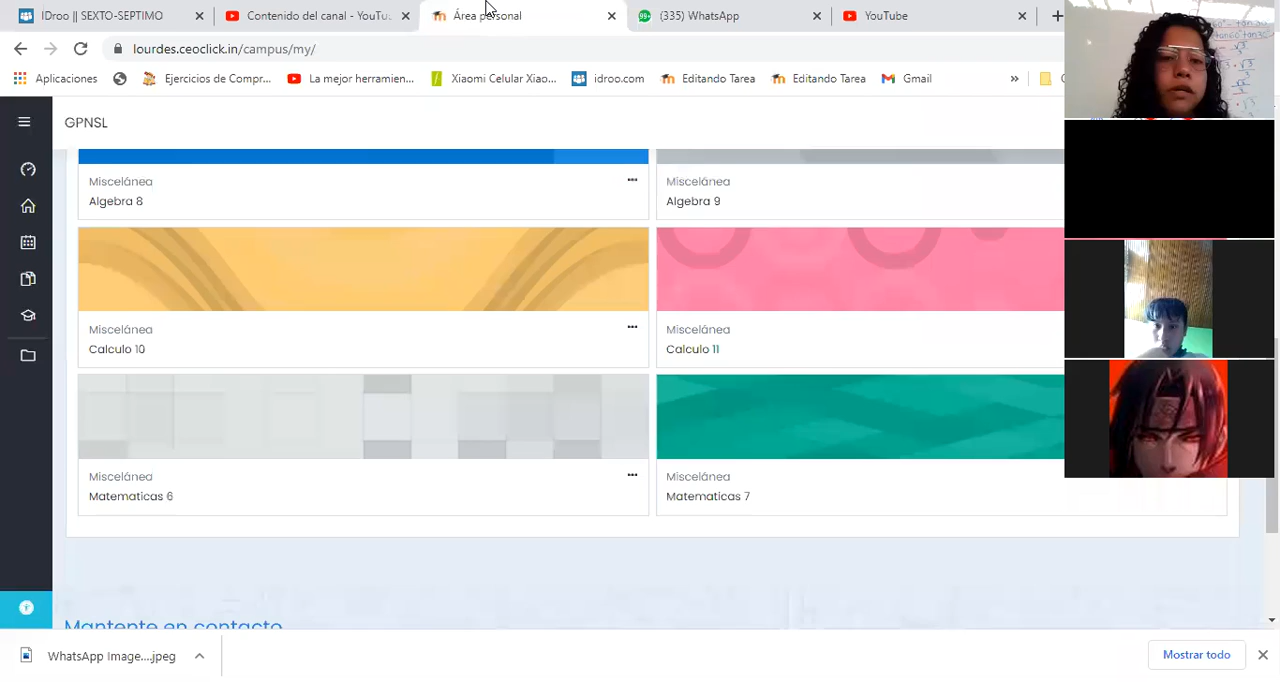 IDroo || SEXTO-SEPTIMO
Contenido del canal - YouTu
Área personal
(335) WhatsApp
YouTube
lourdes.ceoclick.in/campus/my/
Aplicaciones
Ejercicios de Compr...
La mejor herramien...
Xiaomi Celular Xiao...
idroo.com
Editando Tarea
Editando Tarea
Gmail
»
GPNSL
Miscelánea
Algebra 8
Miscelánea
Algebra 9
Miscelánea
Calculo 10
Miscelánea
Calculo 11
Miscelánea
Matematicas 6
Miscelánea
Matematicas 7
Mantente en contacto
WhatsApp Image....jpeg
Mostrar todo